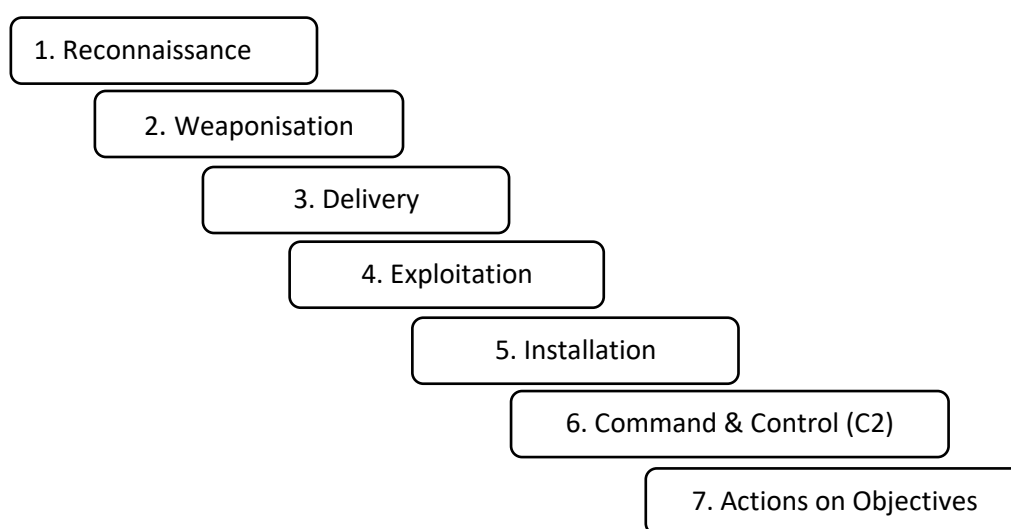 1. Reconnaissance
2. Weaponisation
3. Delivery
4. Exploitation
5. Installation
6. Command & Control (C2)
7. Actions on Objectives